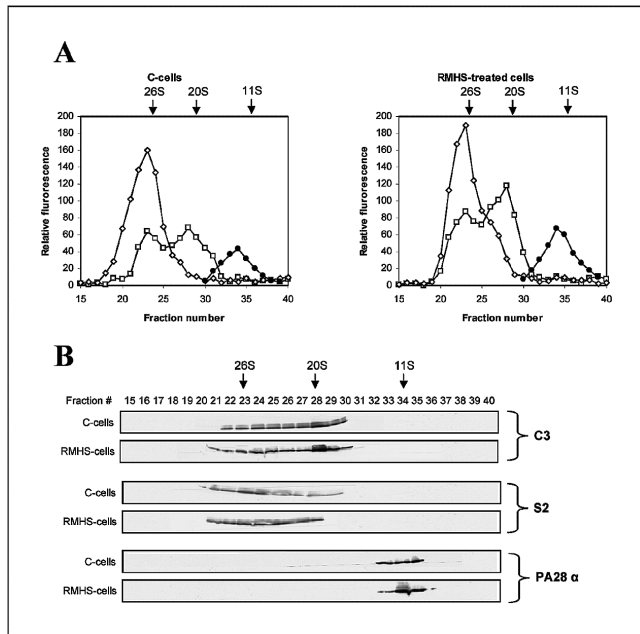 A
C-cells
26S 20S 11S
Relative flurorescence
200
180
160
140
120
100
80
60
40
20
0
15 20 25 30 35 40
Fraction number
RMHS-treated cells
26S 20S 11S
Relative fluorescence
200
180
160
140
120
100
80
60
40
20
0
15 20 25 30 35 40
Fraction number
B
26S 20S 11S
Fraction # 15 16 17 18 19 20 21 22 23 24 25 26 27 28 29 30 31 32 33 34 35 36 37 38 39 40
C-cells
RMHS-cells
C3
C-cells
RMHS-cells
S2
C-cells
RMHS-cells
PA28 α